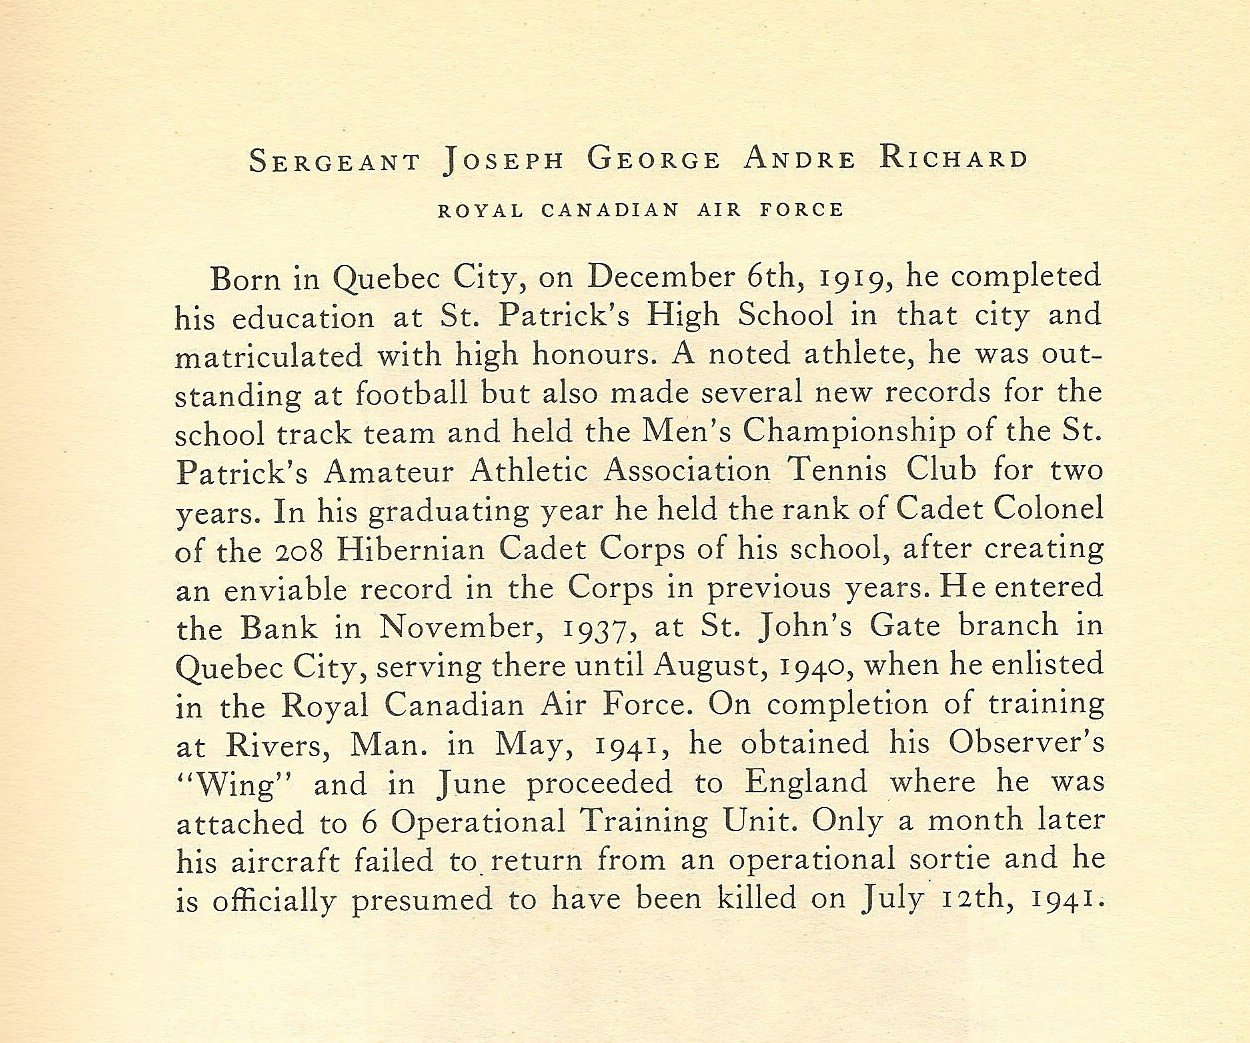 SERGEANT JOSEPH GEORGE ANDRE RICHARD
ROYAL CANADIAN AIR FORCE
Born in Quebec City, on December 6th, 1919, he completed
his education at St. Patrick's High School in that city and
matriculated with high honours. A noted athlete, he was out-
standing at football but also made several new records for the
school track team and held the Men's Championship of the St.
Patrick's Amateur Athletic Association Tennis Club for two
years. In his graduating year he held the rank of Cadet Colonel
of the 208 Hibernian Cadet Corps of his school, after creating
an enviable record in the Corps in previous years. He entered
the Bank in November, 1937, at St. John's Gate branch in
Quebec City, serving there until August, 1940, when he enlisted
in the Royal Canadian Air Force. On completion of training
at Rivers, Man. in May, 1941, he obtained his Observer's
“Wing” and in June proceeded to England where he was
attached to 6 Operational Training Unit. Only a month later
his aircraft failed to return from an operational sortie and he
is officially presumed to have been killed on July 12th, 1941.